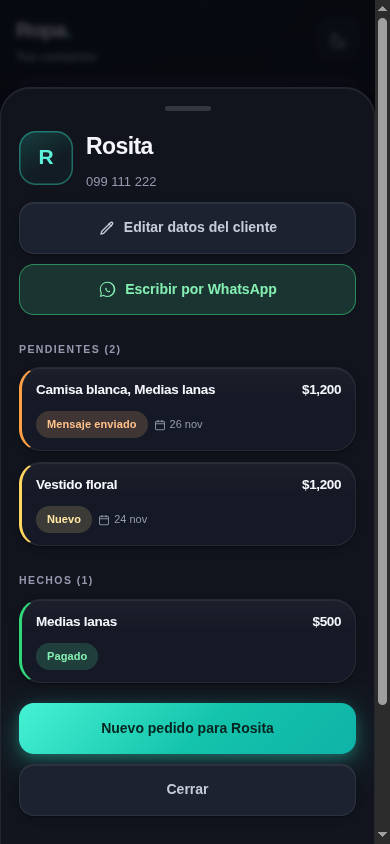 Ropa.
R
Rosita
099 111 222
Editar datos del cliente
Escribir por WhatsApp
PENDIENTES (2)
Camisa blanca, Medias lanas $1,200
Mensaje enviado 26 nov
Vestido floral $1,200
Nuevo 24 nov
HECHOS (1)
Medias lanas $500
Pagado
Nuevo pedido para Rosita
Cerrar